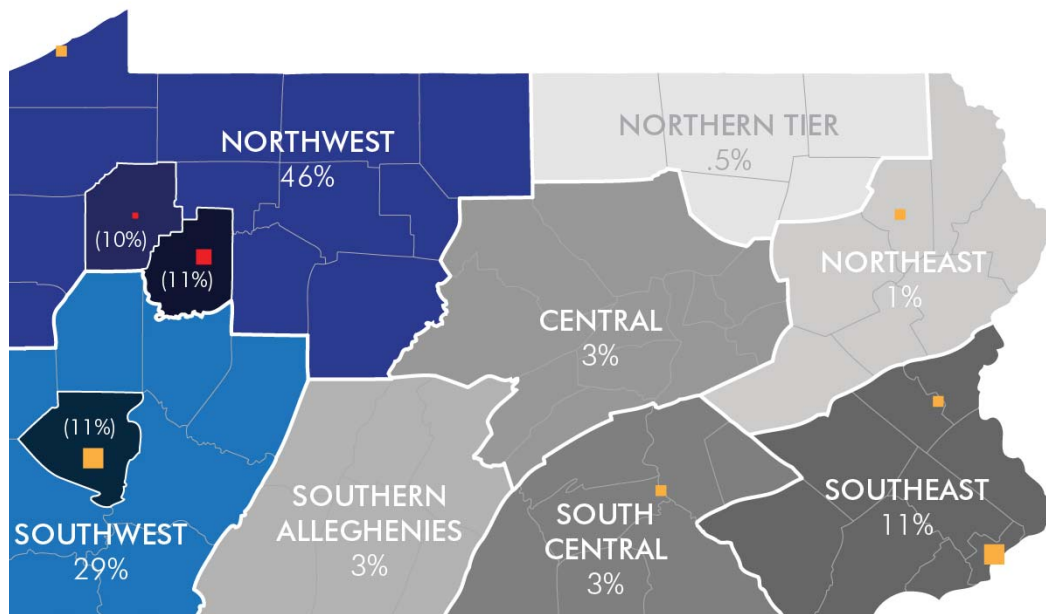 NORTHWEST
46%
NORTHERN TIER
.5%
(10%)
(11%)
NORTHEAST
1%
CENTRAL
3%
(11%)
SOUTHWEST
29%
SOUTHERN
ALLEGHENIES
3%
SOUTH
CENTRAL
3%
SOUTHEAST
11%